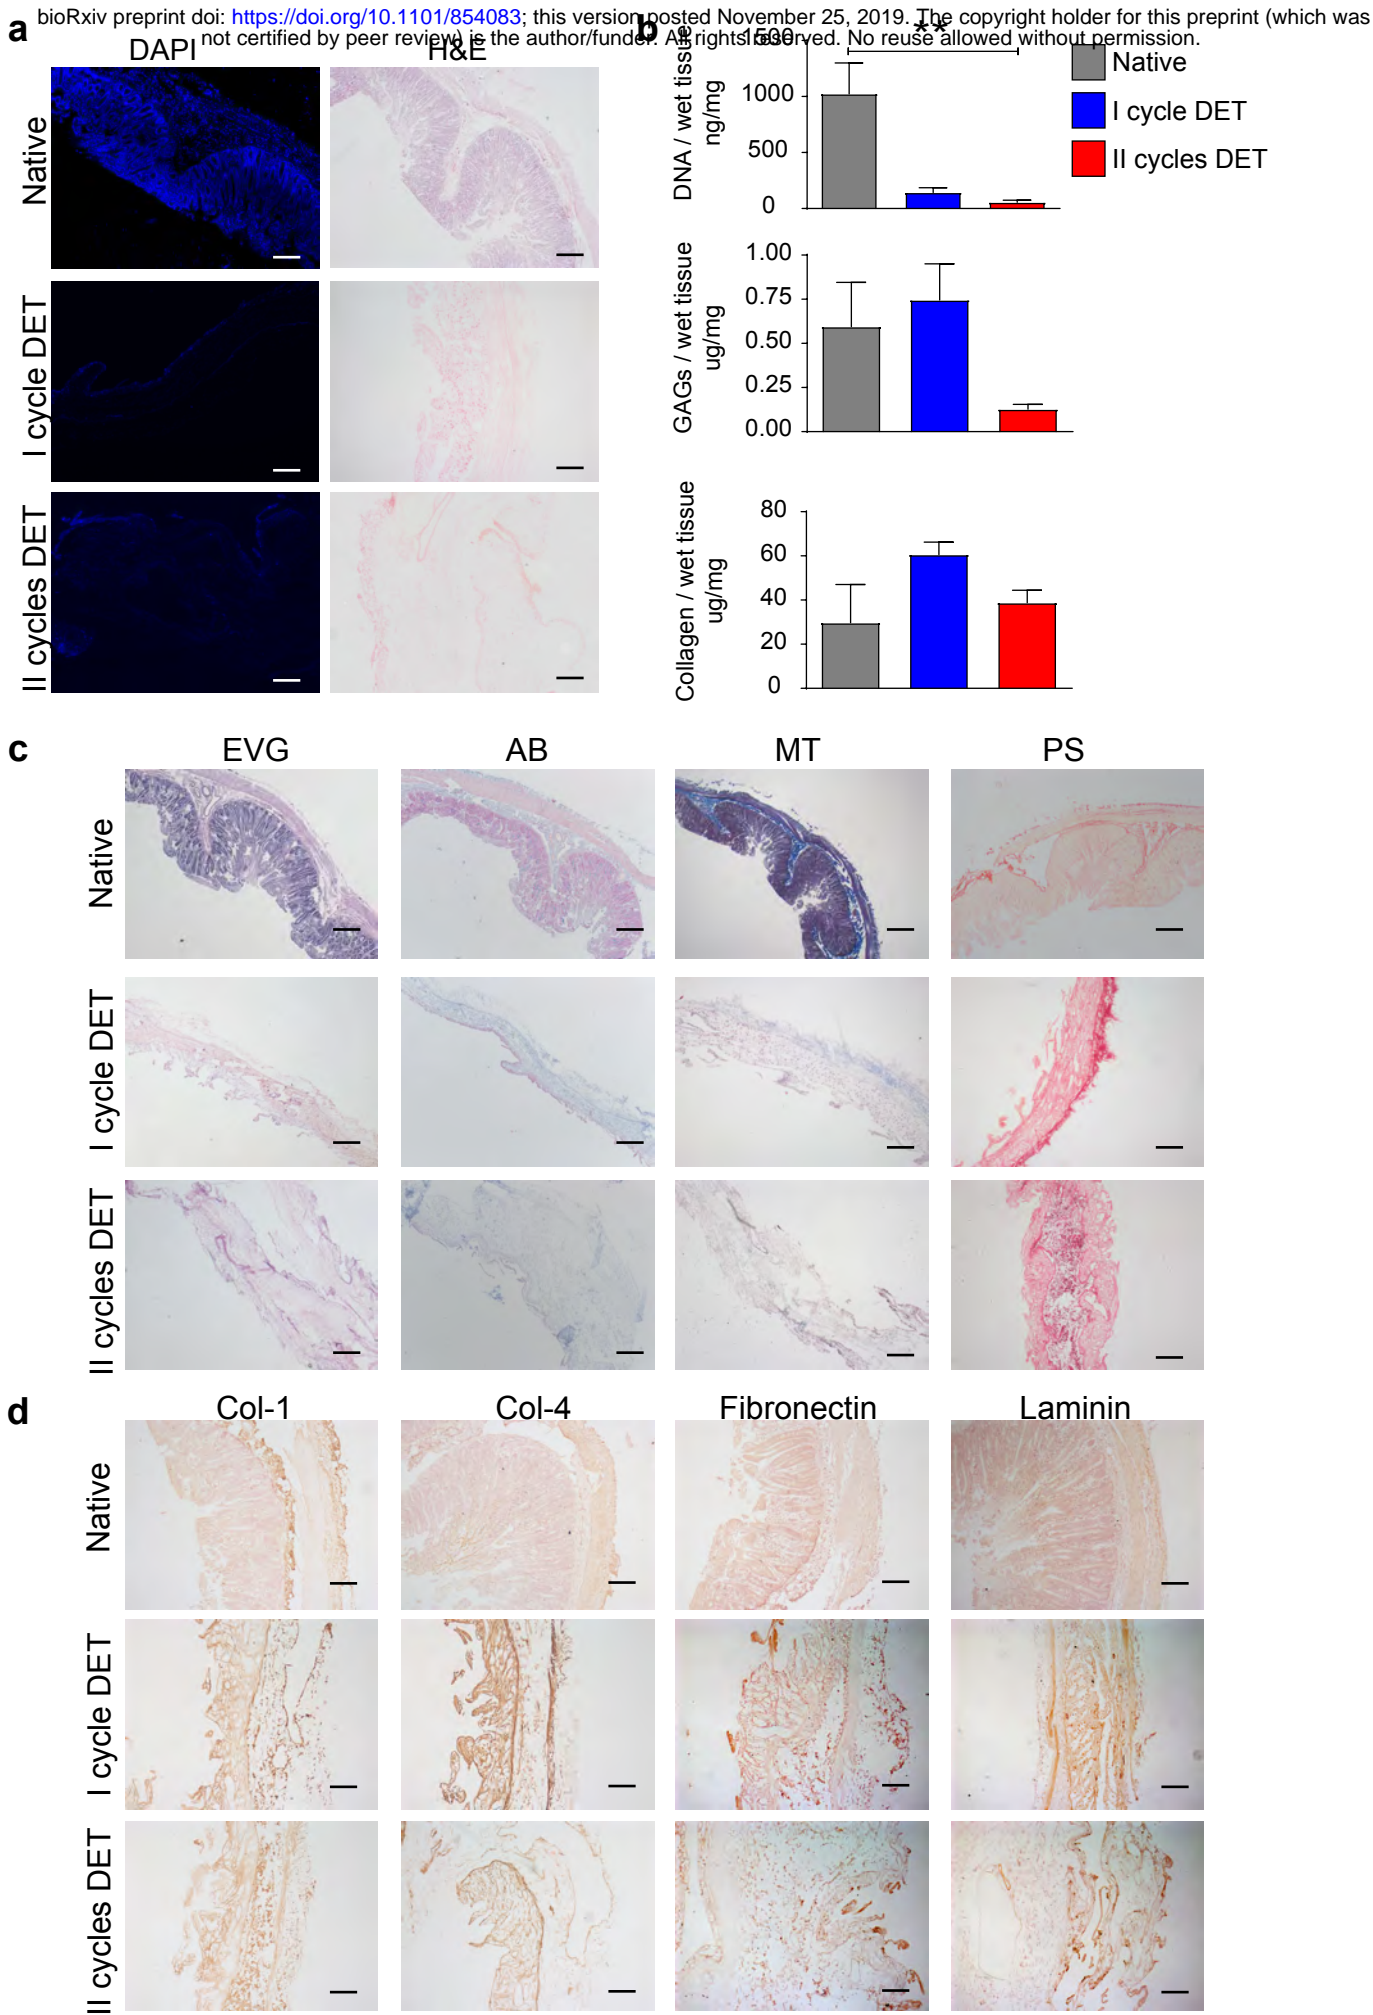 bioRxiv preprint doi: https://doi.org/10.1101/854083; this version posted November 25, 2019. The copyright holder for this preprint (which was
not certified by peer review) is the author/funder. All rights reserved. No reuse allowed without permission.
a
DAPI
H&E
Native
I cycle DET
II cycles DET
b
DNA / wet tissue
ng/mg
1500
1000
500
0
**
Native
I cycle DET
II cycles DET
GAGs / wet tissue
ug/mg
1.00
0.75
0.50
0.25
0.00
Collagen / wet tissue
ug/mg
80
60
40
20
0
c
EVG
AB
MT
PS
Native
I cycle DET
II cycles DET
d
Col-1
Col-4
Fibronectin
Laminin
Native
I cycle DET
II cycles DET